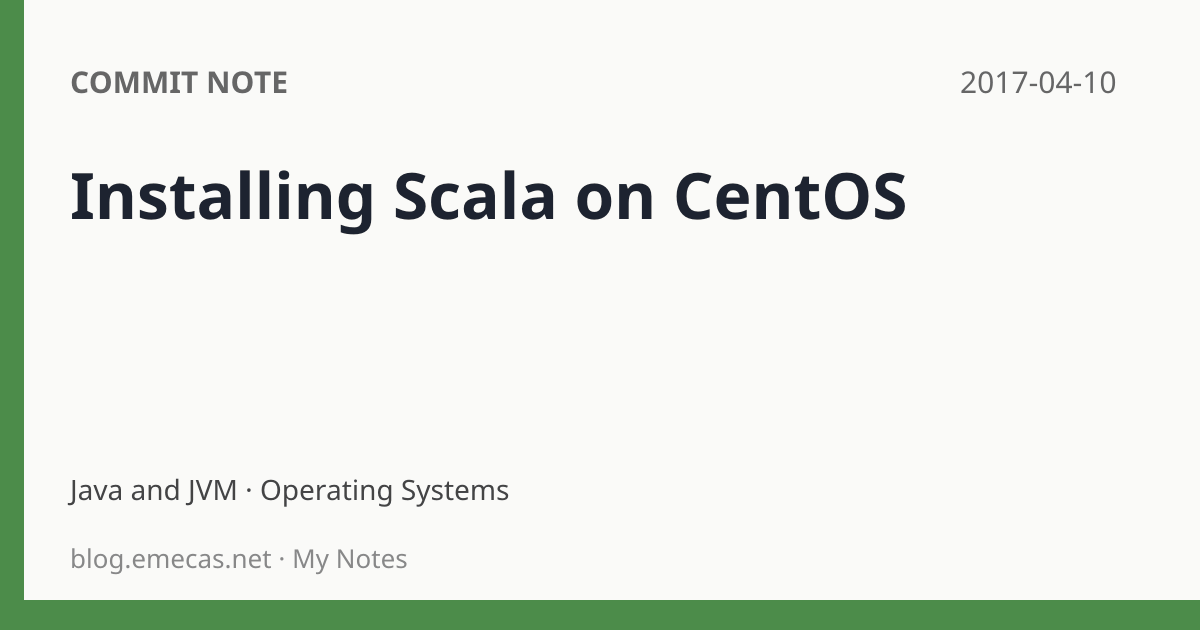 COMMIT NOTE
2017-04-10
Installing Scala on CentOS
Java and JVM · Operating Systems
blog.emecas.net · My Notes